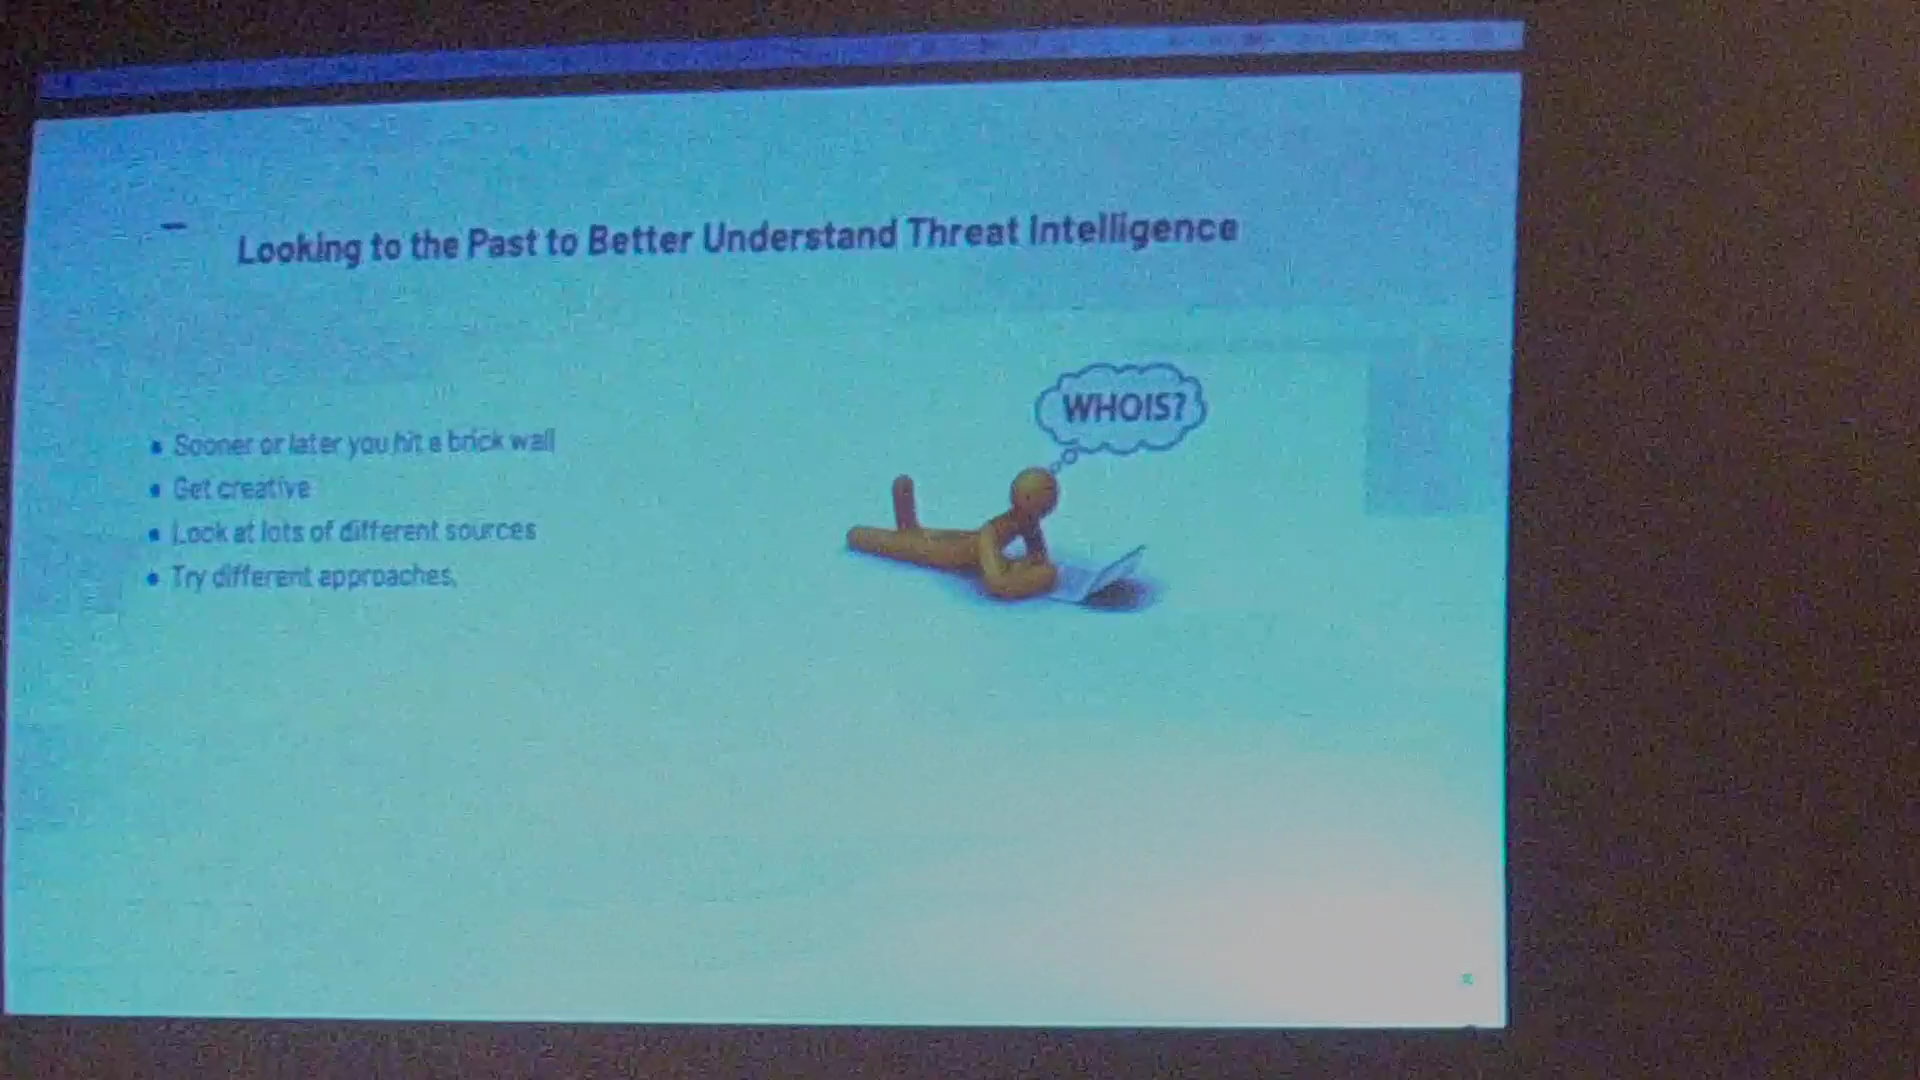 Looking to the Past to Better Understand Threat Intelligence
WHOIS?
• Sooner or later you hit a brick wall
• Get creative
• Look at lots of different sources
• Try different approaches,